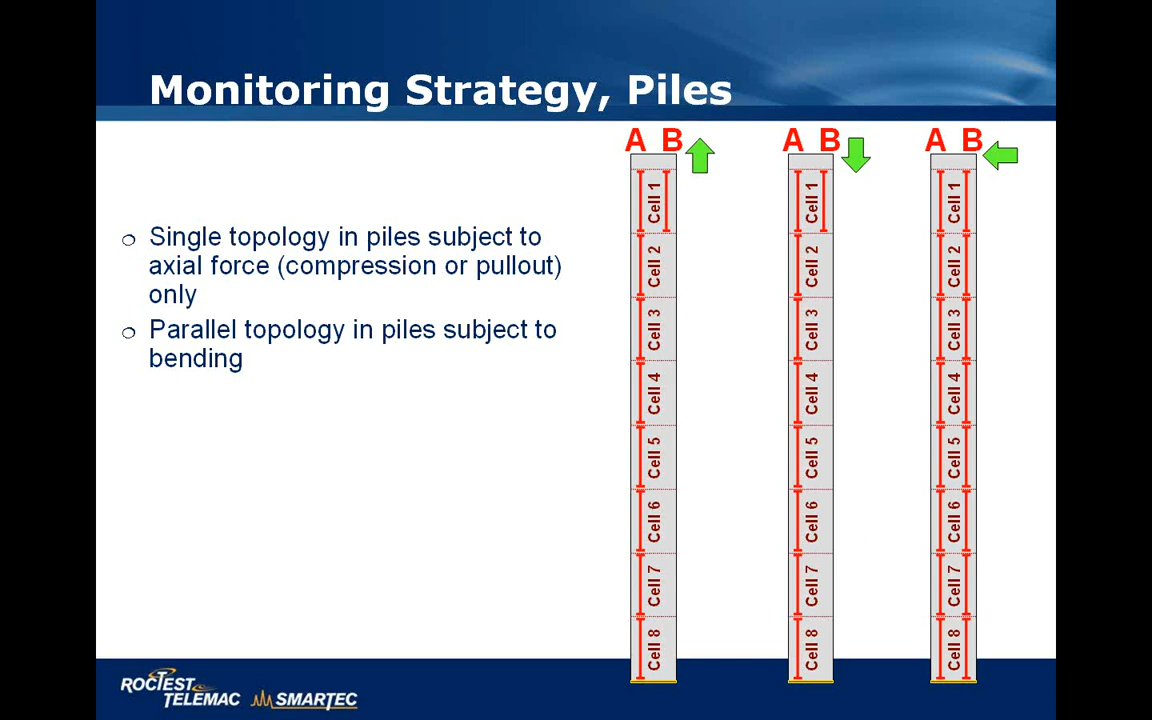 Monitoring Strategy, Piles
Single topology in piles subject to
axial force (compression or pullout)
only
Parallel topology in piles subject to
bending
A B
Cell 1
Cell 2
Cell 3
Cell 4
Cell 5
Cell 6
Cell 7
Cell 8
A B
Cell 1
Cell 2
Cell 3
Cell 4
Cell 5
Cell 6
Cell 7
Cell 8
A B
Cell 1
Cell 2
Cell 3
Cell 4
Cell 5
Cell 6
Cell 7
Cell 8
ROCTEST
TELEMAC
SMARTEC